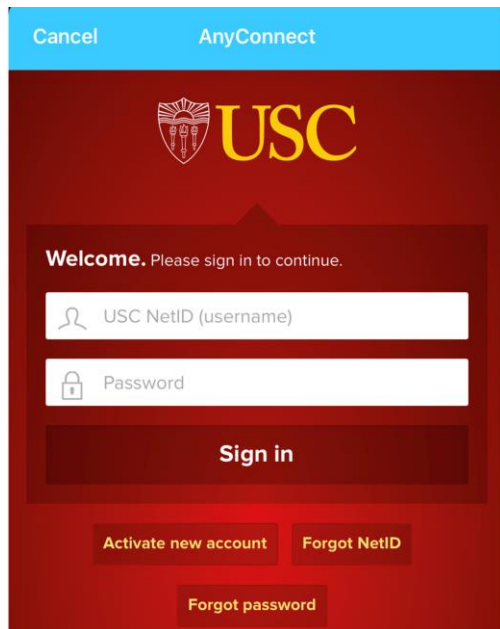 Cancel AnyConnect
USC
Welcome. Please sign in to continue.
USC NetID (username)
Password
Sign in
Activate new account Forgot NetID
Forgot password